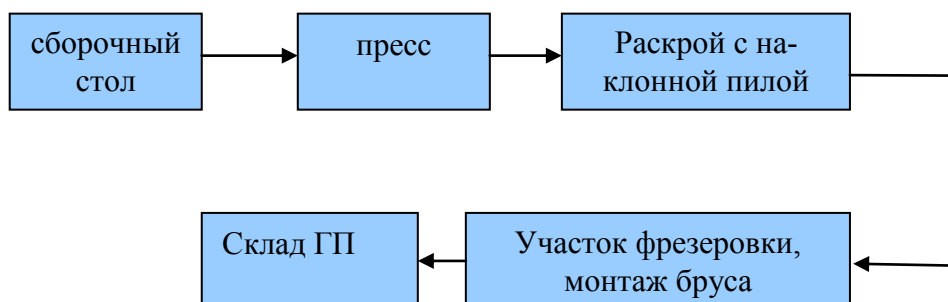 сборочный
стол
пресс
Раскрой с на-
клонной пилой
Склад ГП
Участок фрезеровки,
монтаж бруса